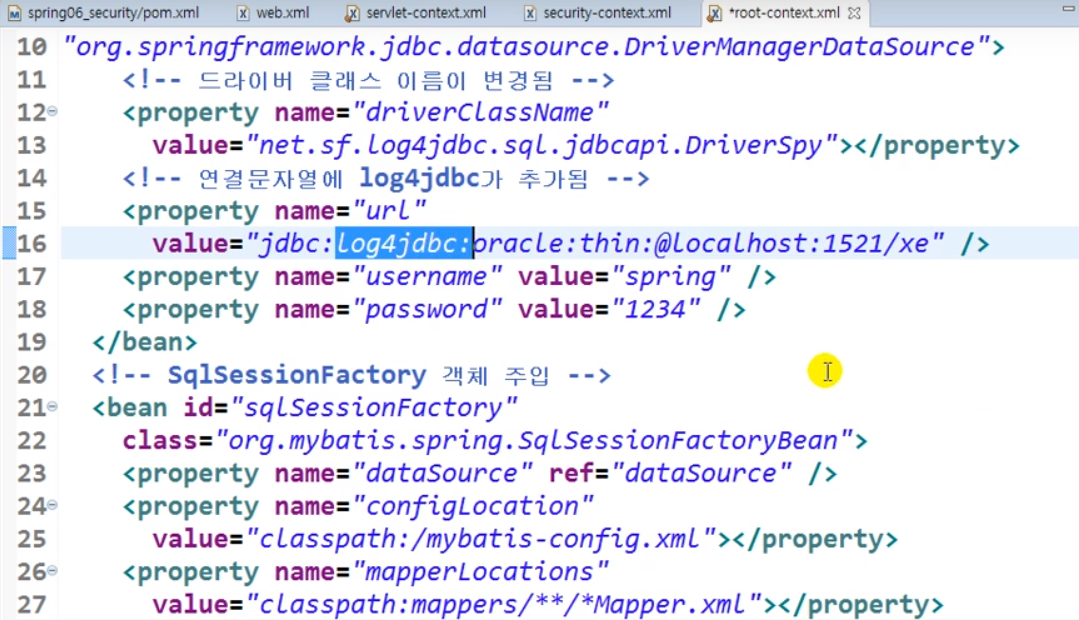 spring06_security/pom.xml web.xml servlet-context.xml security-context.xml *root-context.xml
10 "org.springframework.jdbc.datasource.DriverManagerDataSource">
11 <!-- 드라이버 클래스 이름이 변경됨 -->
12 <property name="driverClassName"
13 value="net.sf.log4jdbc.sql.jdbcapi.DriverSpy"></property>
14 <!-- 연결문자열에 log4jdbc가 추가됨 -->
15 <property name="url"
16 value="jdbc:log4jdbc:oracle:thin:@localhost:1521/xe" />
17 <property name="username" value="spring" />
18 <property name="password" value="1234" />
19 </bean>
20 <!-- SqlSessionFactory 객체 주입 -->
21 <bean id="sqlSessionFactory"
22 class="org.mybatis.spring.SqlSessionFactoryBean">
23 <property name="dataSource" ref="dataSource" />
24 <property name="configLocation"
25 value="classpath:/mybatis-config.xml"></property>
26 <property name="mapperLocations"
27 value="classpath:mappers/**/*Mapper.xml"></property>